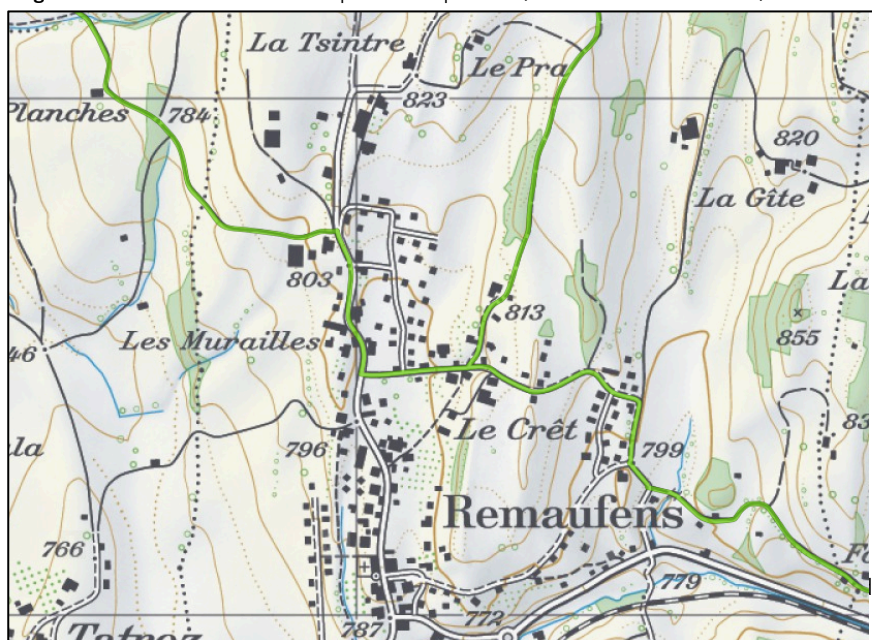 La Tsintre
Le Pra
823
Planches
784
820
La Gîte
803
813
La
855
Les Murailles
46
ala
796
Le Crêt
799
83
Remaufens
766
Fo
779
772
787
Tatroz